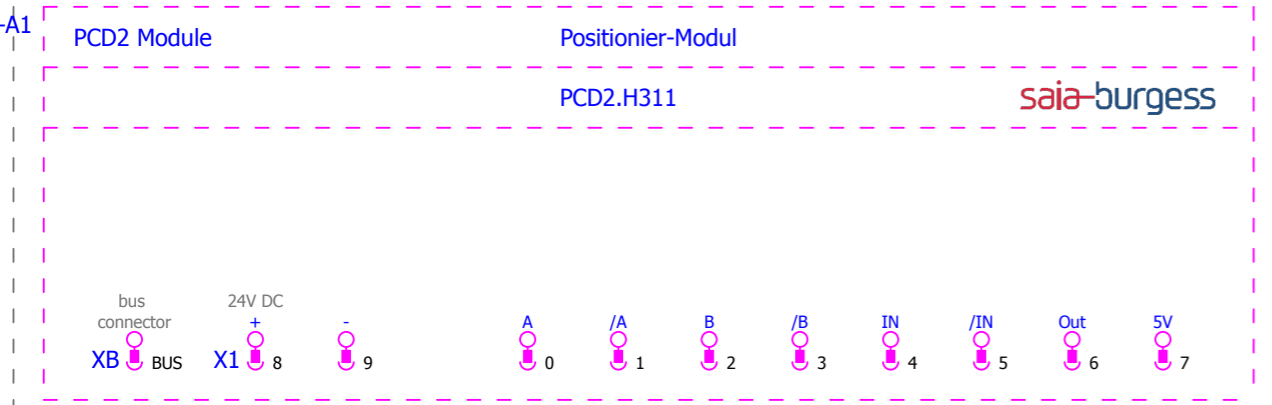 -A1
PCD2 Module Positionier-Modul
PCD2.H311 saia-burgess
bus 24V DC
connector + - A /A B /B IN /IN Out 5V
XB BUS X1 8 9 0 1 2 3 4 5 6 7